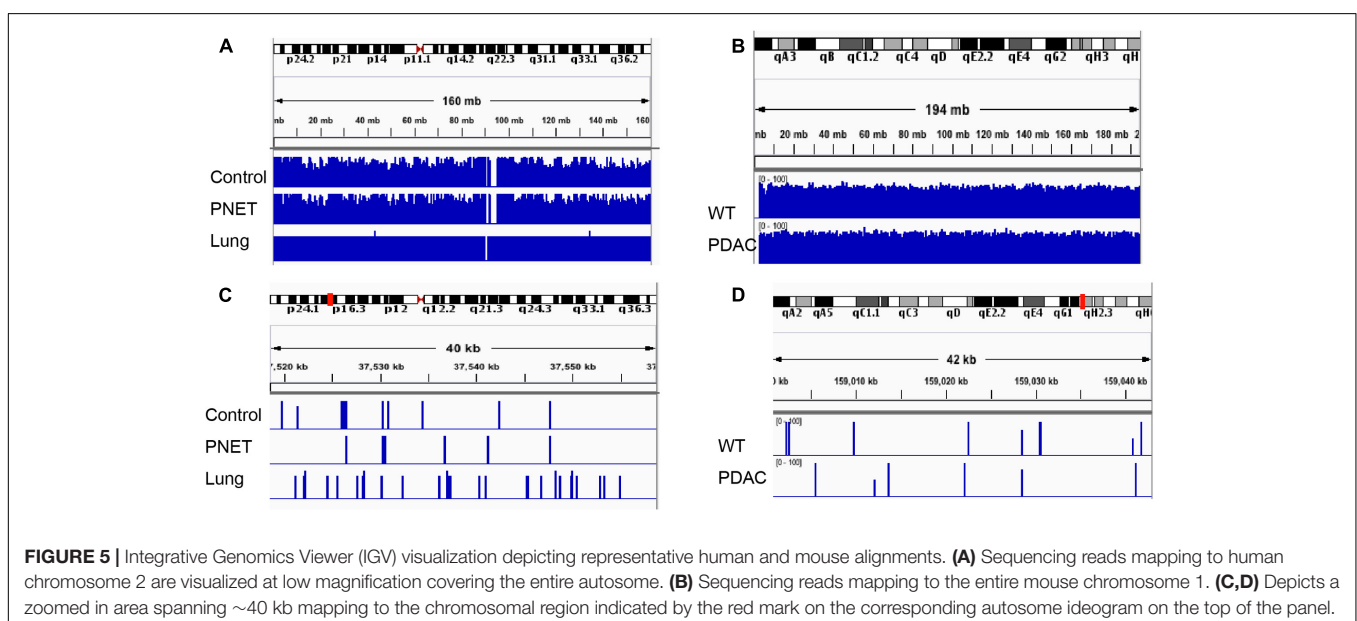 A
p24.2 p21 p14 p11.1 q14.2 q22.3 q31.1 q33.1 q36.2
160 mb
mb 20 mb 40 mb 60 mb 80 mb 100 mb 120 mb 140 mb 160
Control
PNET
Lung
B
qA3 qB qC1.2 qC4 qD qE2.2 qE4 qG2 qH3 qH
194 mb
mb 20 mb 40 mb 60 mb 80 mb 100 mb 120 mb 140 mb 160 mb 180 mb 2
[0 - 100]
WT
[0 - 100]
PDAC
C
p24.1 p16.3 p12 q12.2 q21.3 q24.3 q33.1 q36.3
40 kb
7,520 kb 37,530 kb 37,540 kb 37,550 kb 37
Control
PNET
Lung
D
qA2 qA5 qC1.1 qC3 qD qE2.2 qE4 qG1 qH2.3
42 kb
kb 159,010 kb 159,020 kb 159,030 kb 159,040 kb
[0 - 100]
WT
[0 - 100]
PDAC
FIGURE 5 | Integrative Genomics Viewer (IGV) visualization depicting representative human and mouse alignments. (A) Sequencing reads mapping to human
chromosome 2 are visualized at low magnification covering the entire autosome. (B) Sequencing reads mapping to the entire mouse chromosome 1. (C,D) Depicts a
zoomed in area spanning ~40 kb mapping to the chromosomal region indicated by the red mark on the corresponding autosome ideogram on the top of the panel.